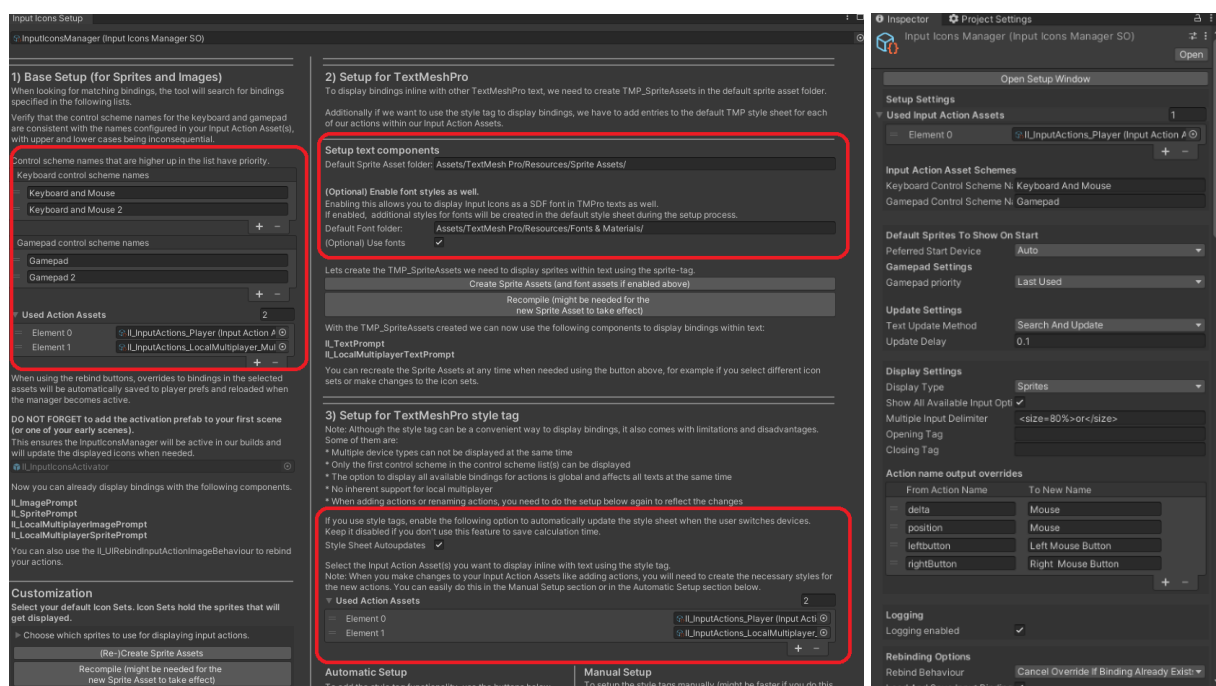 Input Icons Setup
InputIconsManager (Input Icons Manager SO)
1) Base Setup (for Sprites and Images)
When looking for matching bindings, the tool will search for bindings
specified in the following lists.
Verify that the control scheme names for the keyboard and gamepad
are consistent with the names configured in your Input Action Asset(s),
with upper and lower cases being inconsequential.
Control scheme names that are higher up in the list have priority.
Keyboard control scheme names
Keyboard and Mouse
Keyboard and Mouse 2
+ -
Gamepad control scheme names
Gamepad
Gamepad 2
+ -
Used Action Assets 2
Element 0 II_InputActions_Player (Input Action A
Element 1 II_InputActions_LocalMultiplayer_Mul
+ -
When using the rebind buttons, overrides to bindings in the selected
assets will be automatically saved to player prefs and reloaded when
the manager becomes active.
DO NOT FORGET to add the activation prefab to your first scene
(or one of your early scenes).
This ensures the InputIconsManager will be active in our builds and
will update the displayed icons when needed.
II_InputIconsActivator
Now you can already display bindings with the following components.
II_ImagePrompt
II_SpritePrompt
II_LocalMultiplayerImagePrompt
II_LocalMultiplayerSpritePrompt
You can also use the II_UIRebindInputActionImageBehaviour to rebind
your actions.
Customization
Select your default Icon Sets. Icon Sets hold the sprites that will
get displayed.
Choose which sprites to use for displaying input actions.
(Re-)Create Sprite Assets
Recompile (might be needed for the
new Sprite Asset to take effect)
2) Setup for TextMeshPro
To display bindings inline with other TextMeshPro text, we need to create TMP_SpriteAssets in the default sprite asset folder.
Additionally if we want to use the style tag to display bindings, we have to add entries to the default TMP style sheet for each
of our actions within our Input Action Assets.
Setup text components
Default Sprite Asset folder: Assets/TextMesh Pro/Resources/Sprite Assets/
(Optional) Enable font styles as well.
Enabling this allows you to display Input Icons as a SDF font in TMPro texts as well.
If enabled, additional styles for fonts will be created in the default style sheet during the setup process.
Default Font folder: Assets/TextMesh Pro/Resources/Fonts & Materials/
(Optional) Use fonts
Lets create the TMP_SpriteAssets we need to display sprites within text using the sprite-tag.
Create Sprite Assets (and font assets if enabled above)
Recompile (might be needed for the
new Sprite Asset to take effect)
With the TMP_SpriteAssets created we can now use the following components to display bindings within text:
II_TextPrompt
II_LocalMultiplayerTextPrompt
You can recreate the Sprite Assets at any time when needed using the button above, for example if you select different icon
sets or make changes to the icon sets.
3) Setup for TextMeshPro style tag
Note: Although the style tag can be a convenient way to display bindings, it also comes with limitations and disadvantages.
Some of them are:
* Multiple device types can not be displayed at the same time
* Only the first control scheme in the control scheme list(s) can be displayed
* The option to display all available bindings for actions is global and affects all texts at the same time
* No inherent support for local multiplayer
* When adding actions or renaming actions, you need to do the setup below again to reflect the changes
If you use style tags, enable the following option to automatically update the style sheet when the user switches devices.
Keep it disabled if you don't use this feature to save calculation time.
Style Sheet Autoupdates
Select the Input Action Asset(s) you want to display inline with text using the style tag.
Note: When you make changes to your Input Action Assets like adding actions, you will need to create the necessary styles for
the new actions. You can easily do this in the Manual Setup section or in the Automatic Setup section below.
Used Action Assets 2
Element 0 II_InputActions_Player (Input Acti
Element 1 II_InputActions_LocalMultiplayer_
+ -
Automatic Setup
Manual Setup
Inspector Project Settings
Input Icons Manager (Input Icons Manager SO)
Open
Open Setup Window
Setup Settings
Used Input Action Assets 1
Element 0 II_InputActions_Player (Input Action A
+ -
Input Action Asset Schemes
Keyboard Control Scheme Na Keyboard And Mouse
Gamepad Control Scheme Na Gamepad
Default Sprites To Show On Start
Peferred Start Device Auto
Gamepad Settings
Gamepad priority Last Used
Update Settings
Text Update Method Search And Update
Update Delay 0.1
Display Settings
Display Type Sprites
Show All Available Input Opti
Multiple Input Delimiter <size=80%>or</size>
Opening Tag
Closing Tag
Action name output overrides
From Action Name To New Name
delta Mouse
position Mouse
leftbutton Left Mouse Button
rightButton Right Mouse Button
+ -
Logging
Logging enabled
Rebinding Options
Rebind Behaviour Cancel Override If Binding Already Exist